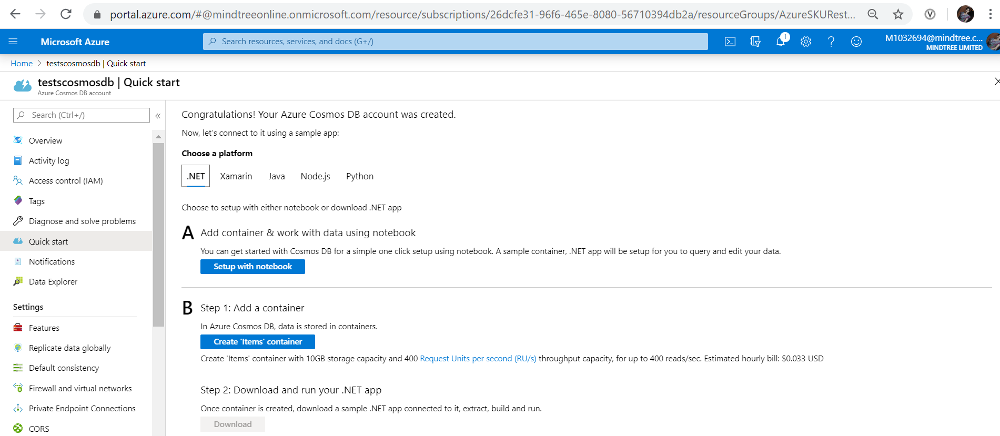 portal.azure.com/#@mindtreeonline.onmicrosoft.com/resource/subscriptions/26dcfe31-96f6-465e-8080-56710394db2a/resourceGroups/AzureSKURest...
Microsoft Azure
Search resources, services, and docs (G+/)
1
M1032694@mindtree.c...
MINDTREE LIMITED
Home > testscosmosdb | Quick start
testscosmosdb | Quick start
Azure Cosmos DB account
Search (Ctrl+/)
«
Overview
Activity log
Access control (IAM)
Tags
Diagnose and solve problems
Quick start
Notifications
Data Explorer
Settings
Features
Replicate data globally
Default consistency
Firewall and virtual networks
Private Endpoint Connections
CORS
Congratulations! Your Azure Cosmos DB account was created.
Now, let's connect to it using a sample app:
Choose a platform
.NET Xamarin Java Node.js Python
Choose to setup with either notebook or download .NET app
A Add container & work with data using notebook
You can get started with Cosmos DB for a simple one click setup using notebook. A sample container, .NET app will be setup for you to query and edit your data.
Setup with notebook
B Step 1: Add a container
In Azure Cosmos DB, data is stored in containers.
Create 'Items' container
Create 'Items' container with 10GB storage capacity and 400 Request Units per second (RU/s) throughput capacity, for up to 400 reads/sec. Estimated hourly bill: $0.033 USD
Step 2: Download and run your .NET app
Once container is created, download a sample .NET app connected to it, extract, build and run.
Download